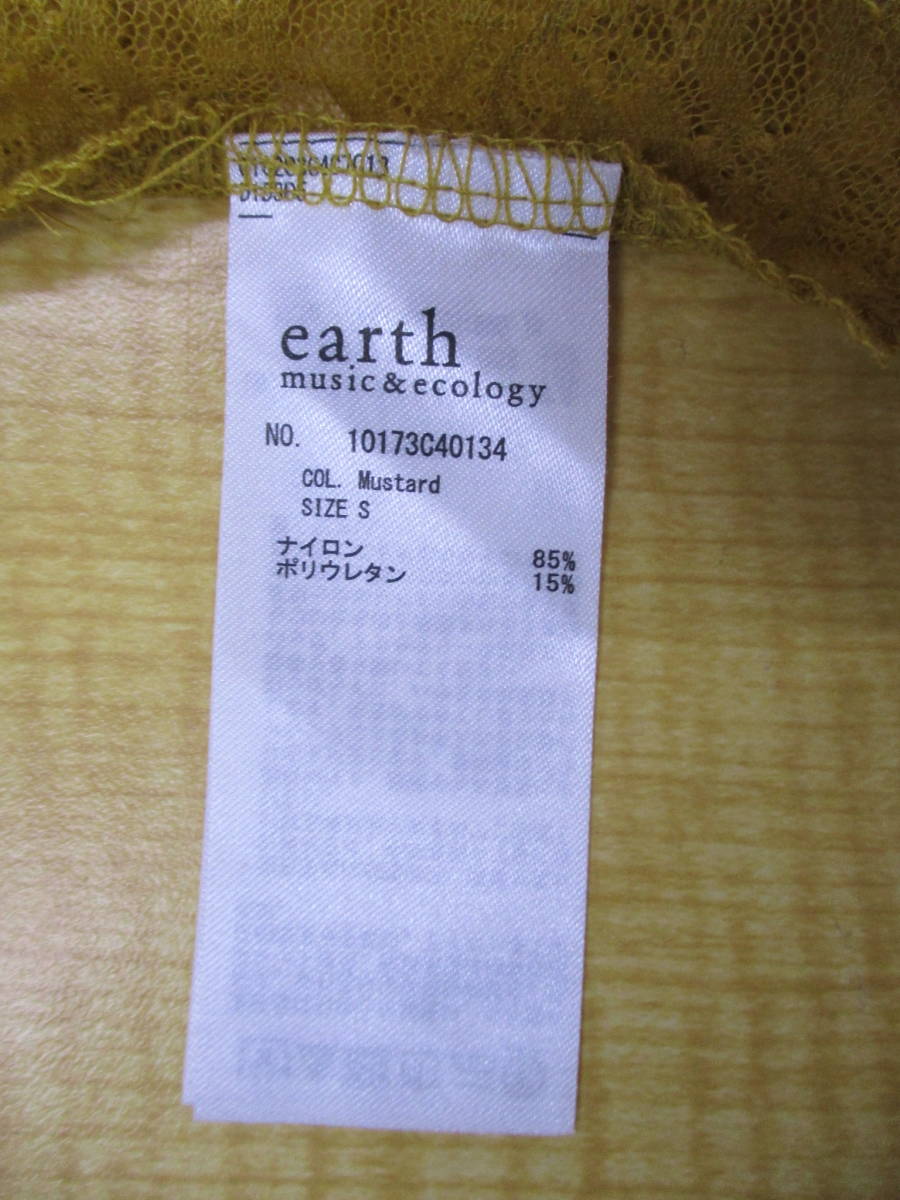 earth
music&ecology
NO. 10173C40134
COL. Mustard
SIZE S
ナイロン 85%
ポリウレタン 15%